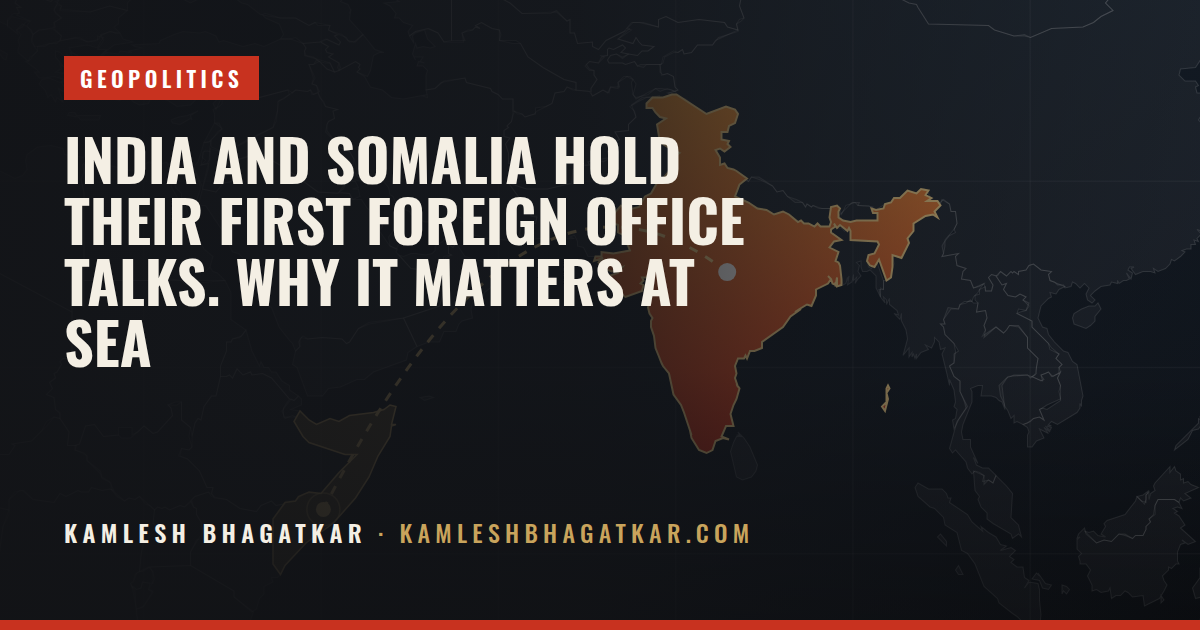 GEOPOLITICS
INDIA AND SOMALIA HOLD
THEIR FIRST FOREIGN OFFICE
TALKS. WHY IT MATTERS AT
SEA
KAMLESH BHAGATKAR · KAMLESHBHAGATKAR.COM